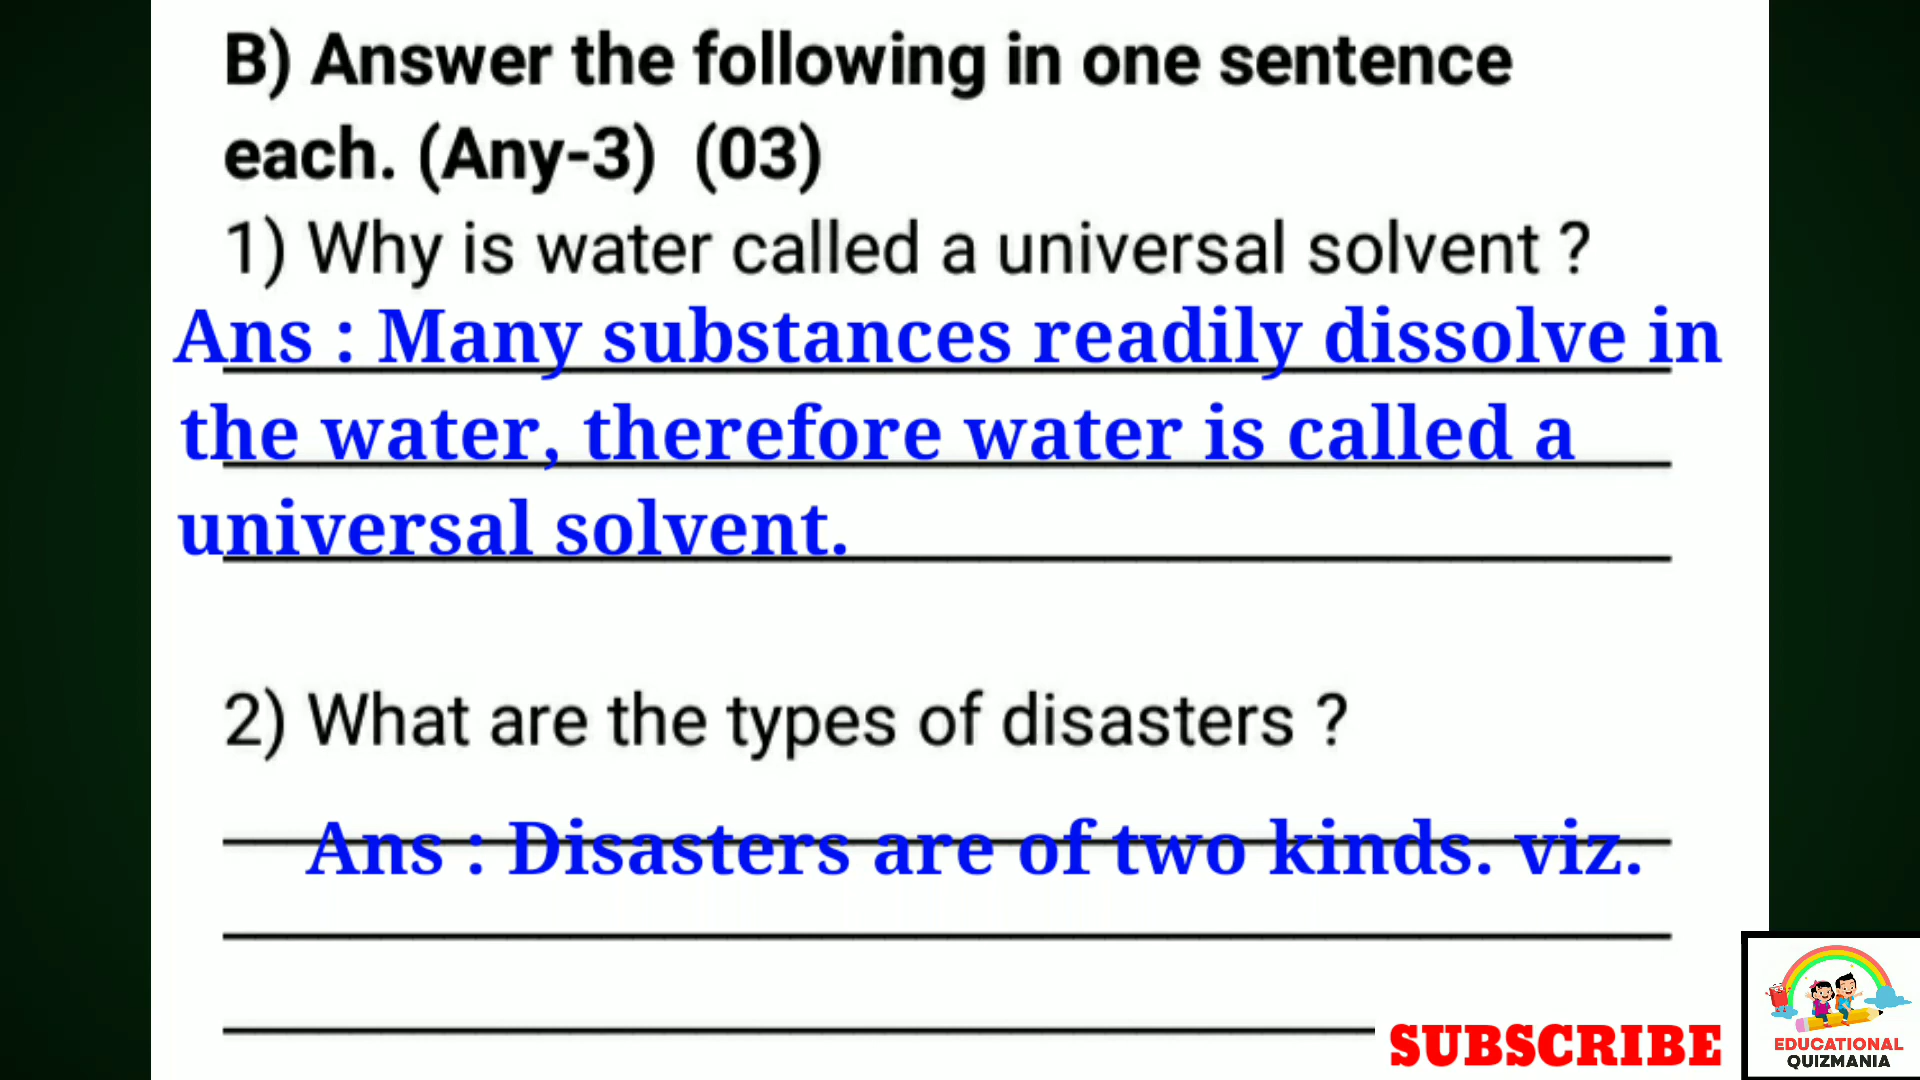 B) Answer the following in one sentence
each. (Any-3) (03)
1) Why is water called a universal solvent ?
Ans : Many substances readily dissolve in
the water, therefore water is called a
universal solvent.
2) What are the types of disasters ?
Ans : Disasters are of two kinds. viz.
SUBSCRIBE
EDUCATIONAL
QUIZMANIA